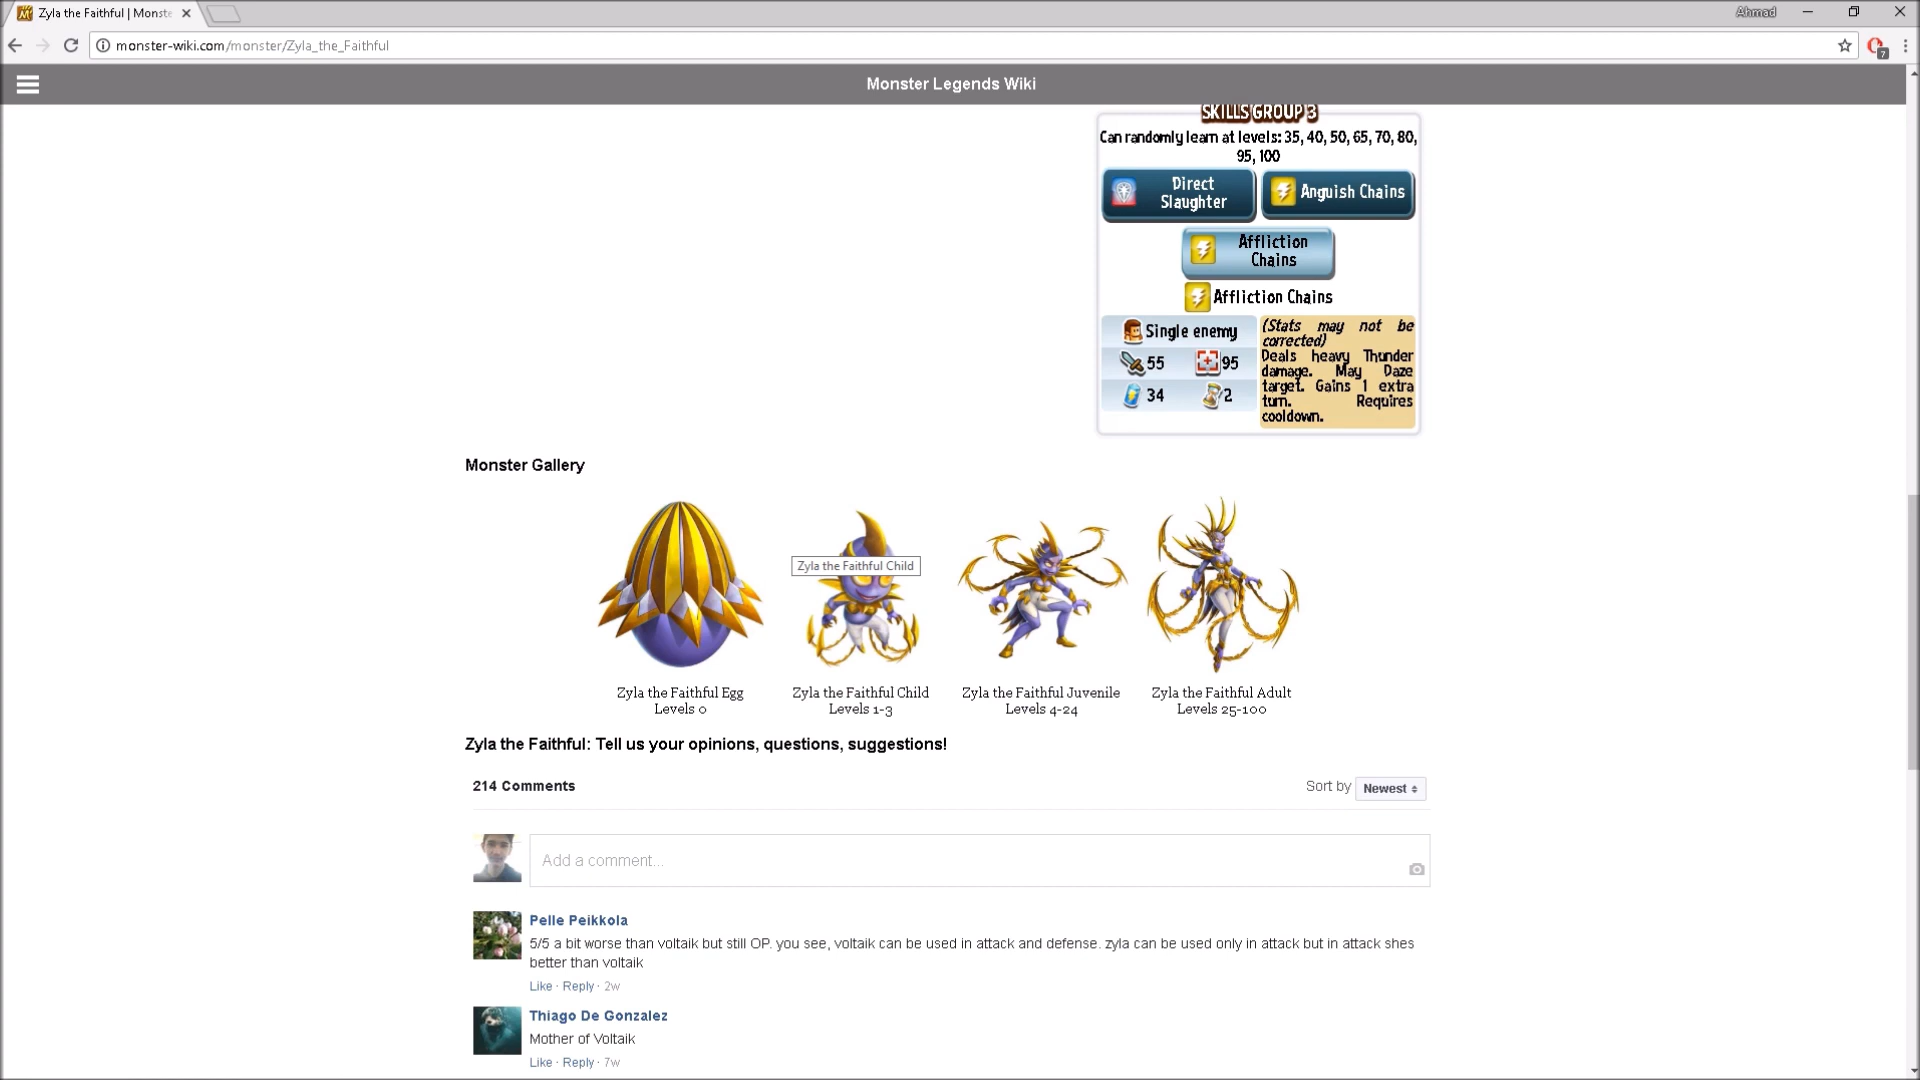 Zyla the Faithful | Monste
Ahmad
monster-wiki.com/monster/Zyla_the_Faithful
7
Monster Legends Wiki
SKILLS GROUP 3
Can randomly learn at levels: 35, 40, 50, 65, 70, 80,
95, 100
Direct
Slaughter
Anguish Chains
Affliction
Chains
Affliction Chains
Single enemy
55
95
34
2
(Stats may not be
corrected)
Deals heavy Thunder
damage. May Daze
target. Gains 1 extra
turn. Requires
cooldown.
Monster Gallery
Zyla the Faithful Child
Zyla the Faithful Egg
Levels 0
Zyla the Faithful Child
Levels 1-3
Zyla the Faithful Juvenile
Levels 4-24
Zyla the Faithful Adult
Levels 25-100
Zyla the Faithful: Tell us your opinions, questions, suggestions!
214 Comments
Sort by
Newest
Add a comment...
Pelle Peikkola
5/5 a bit worse than voltaik but still OP. you see, voltaik can be used in attack and defense. zyla can be used only in attack but in attack shes
better than voltaik
Like · Reply · 2w
Thiago De Gonzalez
Mother of Voltaik
Like · Reply · 7w